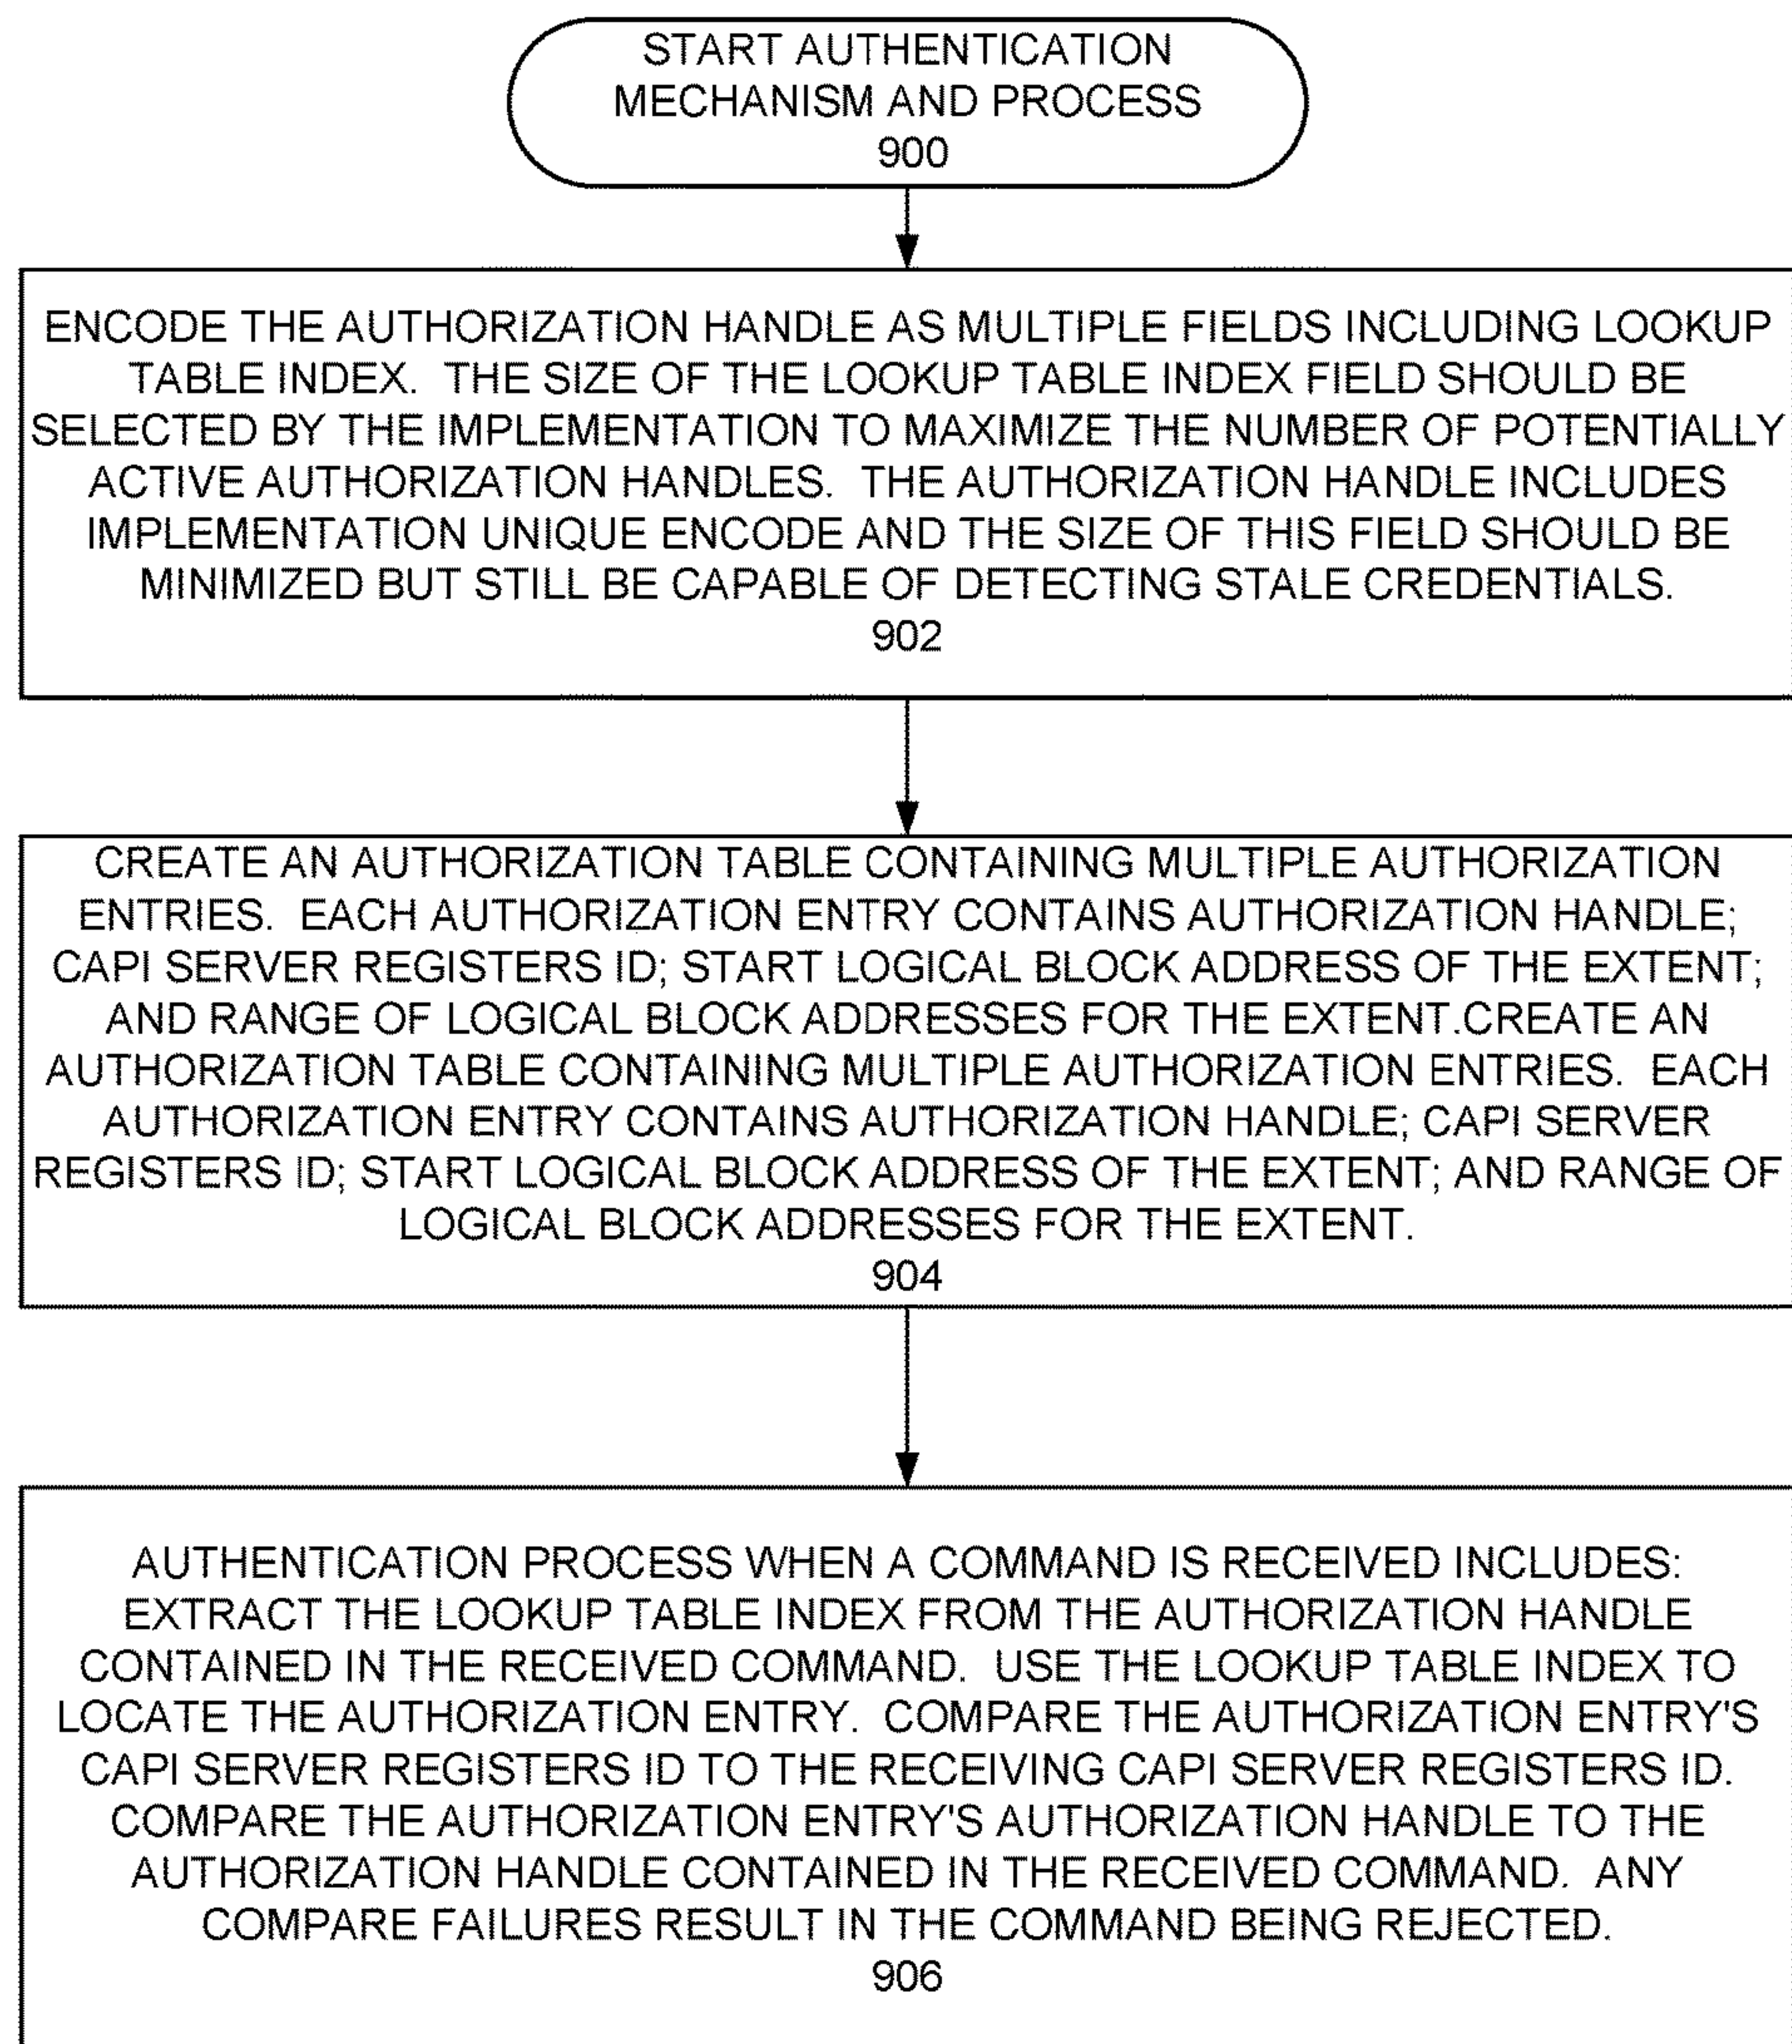 START AUTHENTICATION
MECHANISM AND PROCESS
900
ENCODE THE AUTHORIZATION HANDLE AS MULTIPLE FIELDS INCLUDING LOOKUP
TABLE INDEX. THE SIZE OF THE LOOKUP TABLE INDEX FIELD SHOULD BE
SELECTED BY THE IMPLEMENTATION TO MAXIMIZE THE NUMBER OF POTENTIALLY
ACTIVE AUTHORIZATION HANDLES. THE AUTHORIZATION HANDLE INCLUDES
IMPLEMENTATION UNIQUE ENCODE AND THE SIZE OF THIS FIELD SHOULD BE
MINIMIZED BUT STILL BE CAPABLE OF DETECTING STALE CREDENTIALS.
902
CREATE AN AUTHORIZATION TABLE CONTAINING MULTIPLE AUTHORIZATION
ENTRIES. EACH AUTHORIZATION ENTRY CONTAINS AUTHORIZATION HANDLE;
CAPI SERVER REGISTERS ID; START LOGICAL BLOCK ADDRESS OF THE EXTENT;
AND RANGE OF LOGICAL BLOCK ADDRESSES FOR THE EXTENT.CREATE AN
AUTHORIZATION TABLE CONTAINING MULTIPLE AUTHORIZATION ENTRIES. EACH
AUTHORIZATION ENTRY CONTAINS AUTHORIZATION HANDLE; CAPI SERVER
REGISTERS ID; START LOGICAL BLOCK ADDRESS OF THE EXTENT; AND RANGE OF
LOGICAL BLOCK ADDRESSES FOR THE EXTENT.
904
AUTHENTICATION PROCESS WHEN A COMMAND IS RECEIVED INCLUDES:
EXTRACT THE LOOKUP TABLE INDEX FROM THE AUTHORIZATION HANDLE
CONTAINED IN THE RECEIVED COMMAND. USE THE LOOKUP TABLE INDEX TO
LOCATE THE AUTHORIZATION ENTRY. COMPARE THE AUTHORIZATION ENTRY'S
CAPI SERVER REGISTERS ID TO THE RECEIVING CAPI SERVER REGISTERS ID.
COMPARE THE AUTHORIZATION ENTRY'S AUTHORIZATION HANDLE TO THE
AUTHORIZATION HANDLE CONTAINED IN THE RECEIVED COMMAND. ANY
COMPARE FAILURES RESULT IN THE COMMAND BEING REJECTED.
906